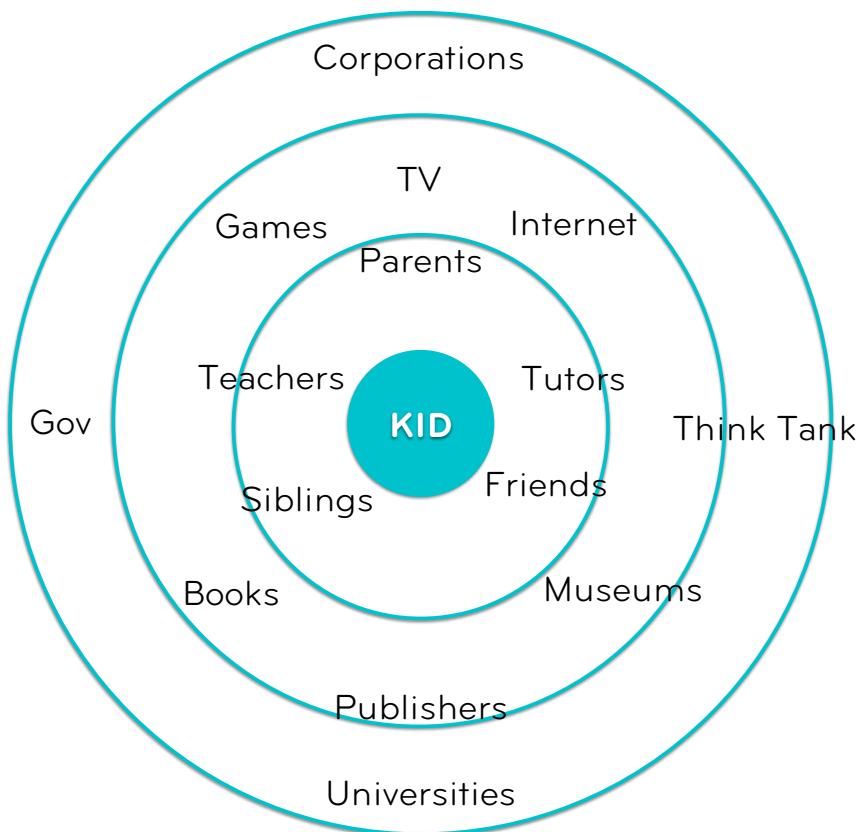 Corporations
TV
Games
Internet
Parents
Teachers
Tutors
KID
Gov
Think Tank
Siblings
Friends
Books
Museums
Publishers
Universities